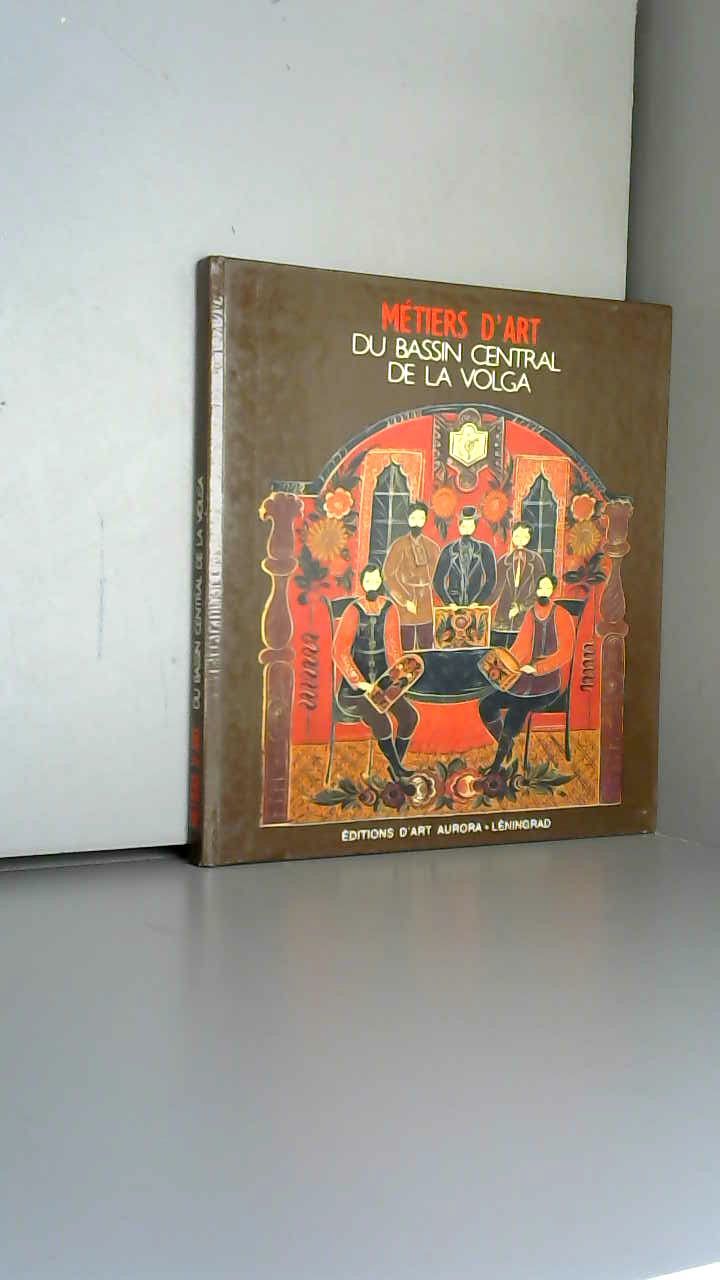 MÉTIERS D'ART
DU BASSIN CENTRAL
DE LA VOLGA
ÉDITIONS D'ART AURORA • LÉNINGRAD
DU BASSIN CENTRAL DE LA VOLGA